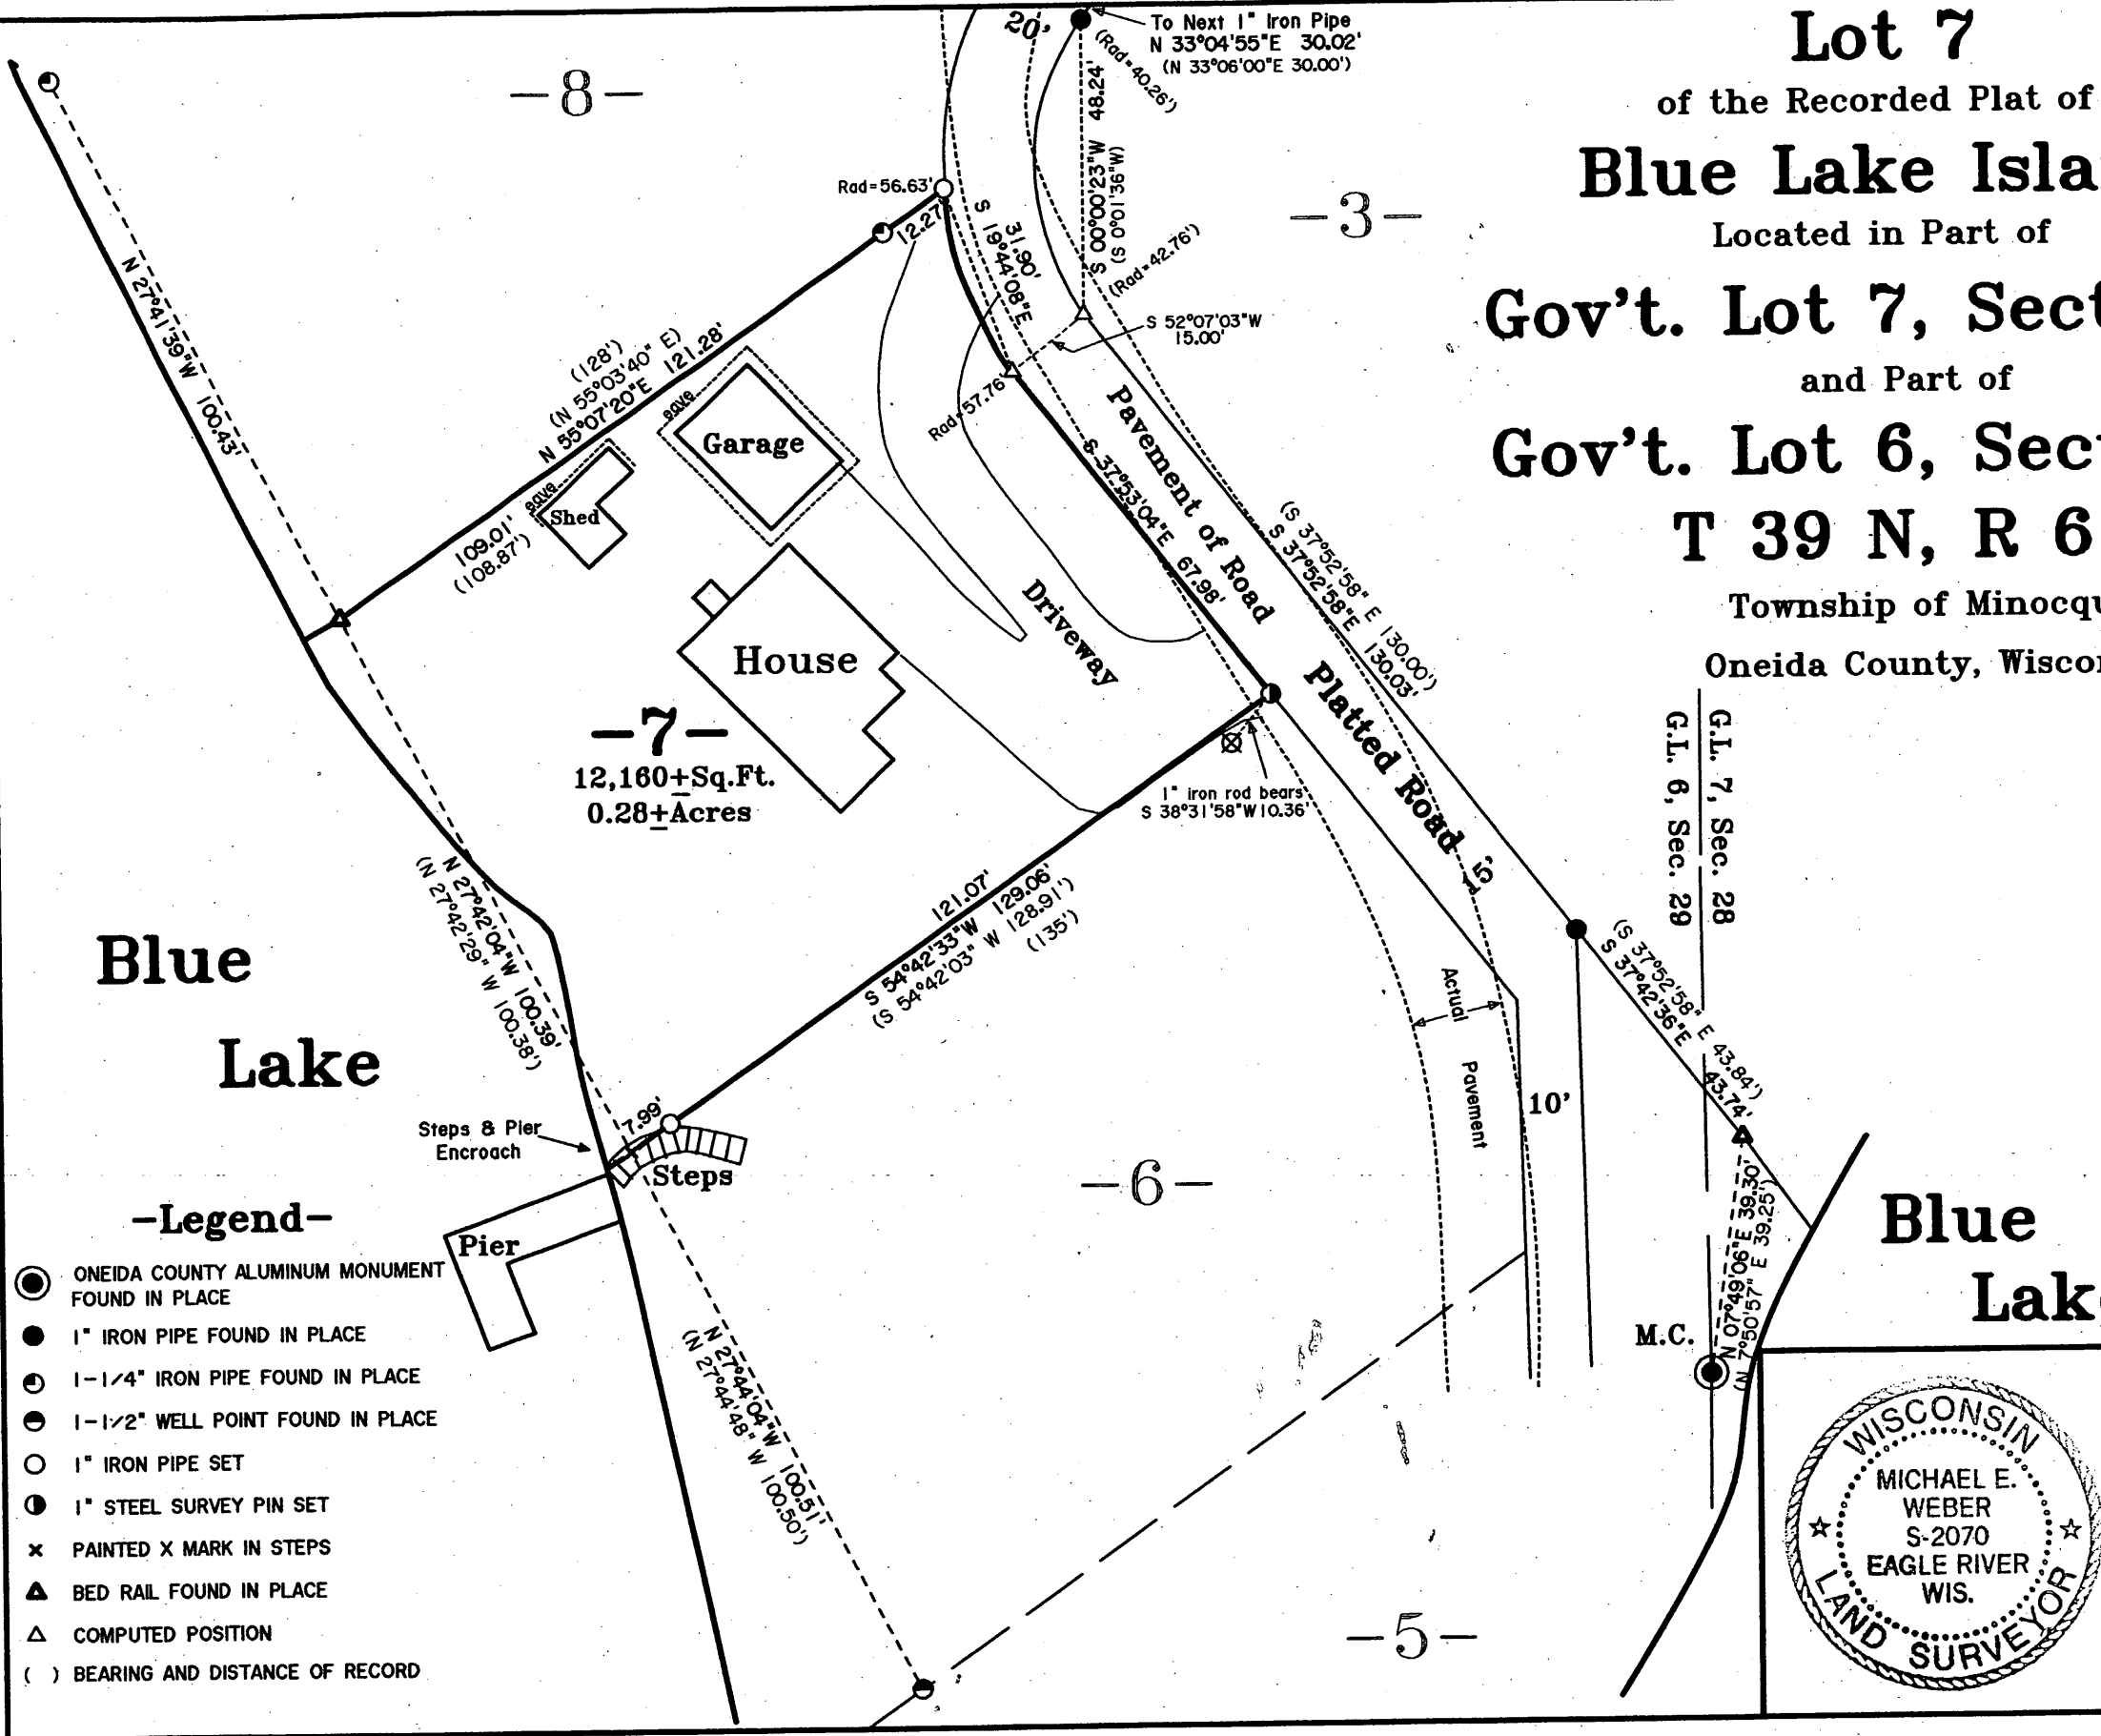 Lot 7
of the Recorded Plat of
Blue Lake Isla
Located in Part of
Gov't. Lot 7, Sect
and Part of
Gov't. Lot 6, Sec
T 39 N, R 6
Township of Minocqu
Oneida County, Wisco
20'
To Next 1" Iron Pipe
N 33°04'55"E 30.02'
(N 33°06'00"E 30.00')
(Rad=40.26')
S 00°00'23"W 48.24'
(S 0°01'36"W)
(Rad=42.76')
-8-
-3-
Rad=56.63'
12.27'
31.90'
S 19°44'08"E
S 52°07'03"W
15.00'
Rad=57.76'
N 27°41'39"W 100.43'
(128')
(N 55°03'40" E)
N 55°07'20"E 121.28'
109.01'
(108.87')
eave
Garage
eave
Shed
House
Driveway
Pavement of Road
S 37°53'04"E 67.98'
(S 37°52'58" E 130.00')
S 37°52'58"E 130.03'
Platted Road
15'
-7-
12,160±Sq.Ft.
0.28±Acres
1" iron rod bears
S 38°31'58"W 10.36'
G.L. 7, Sec. 28
G.L. 6, Sec. 29
N 27°42'04"W 100.39'
(N 27°42'29" W 100.38')
121.07'
S 54°42'33"W 129.06'
(S 54°42'03" W 128.91')
(135')
Blue
Lake
Actual
Pavement
10'
(S 37°52'58" E 43.84')
S 37°42'36"E 43.74'
Steps & Pier
Encroach
7.99'
Steps
Pier
-6-
N 07°49'06"E 39.30'
(N 7°50'57" E 39.25')
M.C.
Blue
Lak
N 27°44'04"W 100.51'
(N 27°44'48" W 100.50')
-5-
-Legend-
ONEIDA COUNTY ALUMINUM MONUMENT
FOUND IN PLACE
1" IRON PIPE FOUND IN PLACE
1-1/4" IRON PIPE FOUND IN PLACE
1-1/2" WELL POINT FOUND IN PLACE
1" IRON PIPE SET
1" STEEL SURVEY PIN SET
x PAINTED X MARK IN STEPS
BED RAIL FOUND IN PLACE
COMPUTED POSITION
( ) BEARING AND DISTANCE OF RECORD
WISCONSIN
MICHAEL E.
WEBER
S-2070
EAGLE RIVER
WIS.
LAND SURVEYOR